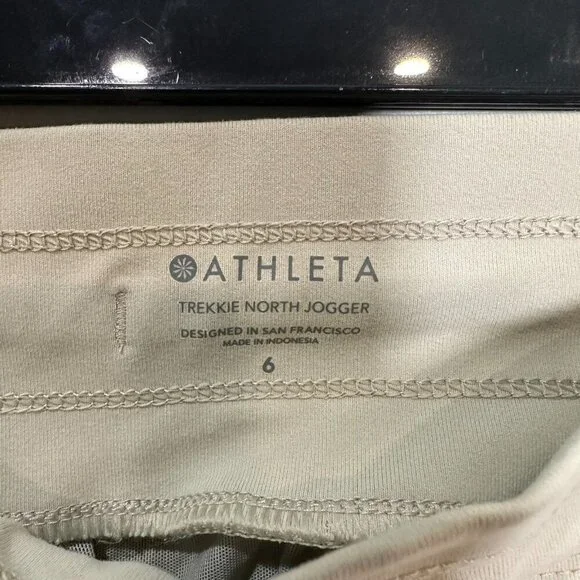 ATHLETA
TREKKIE NORTH JOGGER
DESIGNED IN SAN FRANCISCO
MADE IN INDONESIA
6